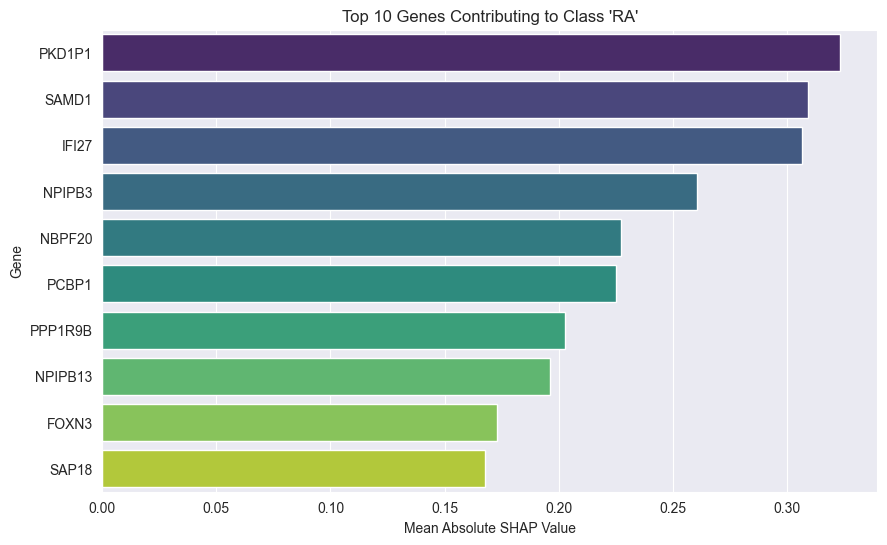 Top 10 Genes Contributing to Class 'RA'
Gene
PKD1P1
SAMD1
IFI27
NPIPB3
NBPF20
PCBP1
PPP1R9B
NPIPB13
FOXN3
SAP18
0.00 0.05 0.10 0.15 0.20 0.25 0.30
Mean Absolute SHAP Value